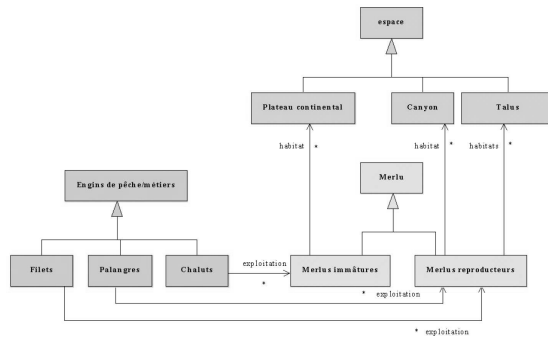 espace
Plateau continental
Canyon
Talus
habitat *
habitat *
habitats *
Engins de pêche/métiers
Merlu
Filets
Palangres
Chaluts
exploitation
*
Merlus immâtures
Merlus reproducteurs
* exploitation
* exploitation